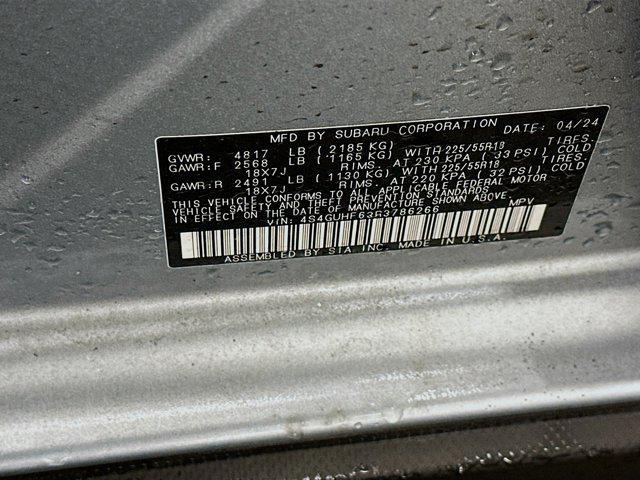 MFD BY SUBARU CORPORATION DATE: 04/24
GVWR: 4817 LB (2185 KG)
GAWR: F 2568 LB (1165 KG) WITH 225/55R18 TIRES,
18X7J RIMS, AT 230 KPA (33 PSI) COLD
GAWR: R 2491 LB (1130 KG) WITH 225/55R18 TIRES,
18X7J RIMS, AT 220 KPA (32 PSI) COLD
THIS VEHICLE CONFORMS TO ALL APPLICABLE FEDERAL MOTOR
VEHICLE SAFETY AND THEFT PREVENTION STANDARDS
IN EFFECT ON THE DATE OF MANUFACTURE SHOWN ABOVE.
VIN: 4S4GUHF63R3786266 MPV
ASSEMBLED BY SIA, INC. MADE IN U.S.A.